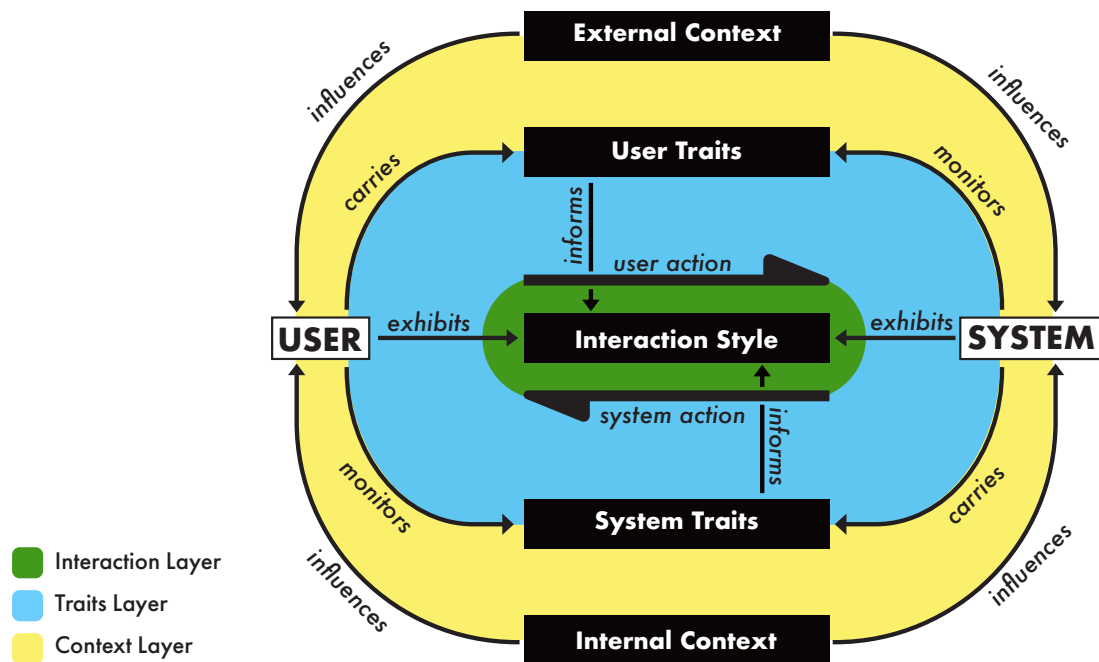 External Context
influences
influences
User Traits
carries
monitors
informs
user action
USER
exhibits
Interaction Style
exhibits
SYSTEM
system action
informs
monitors
System Traits
carries
influences
influences
Internal Context
Interaction Layer
Traits Layer
Context Layer